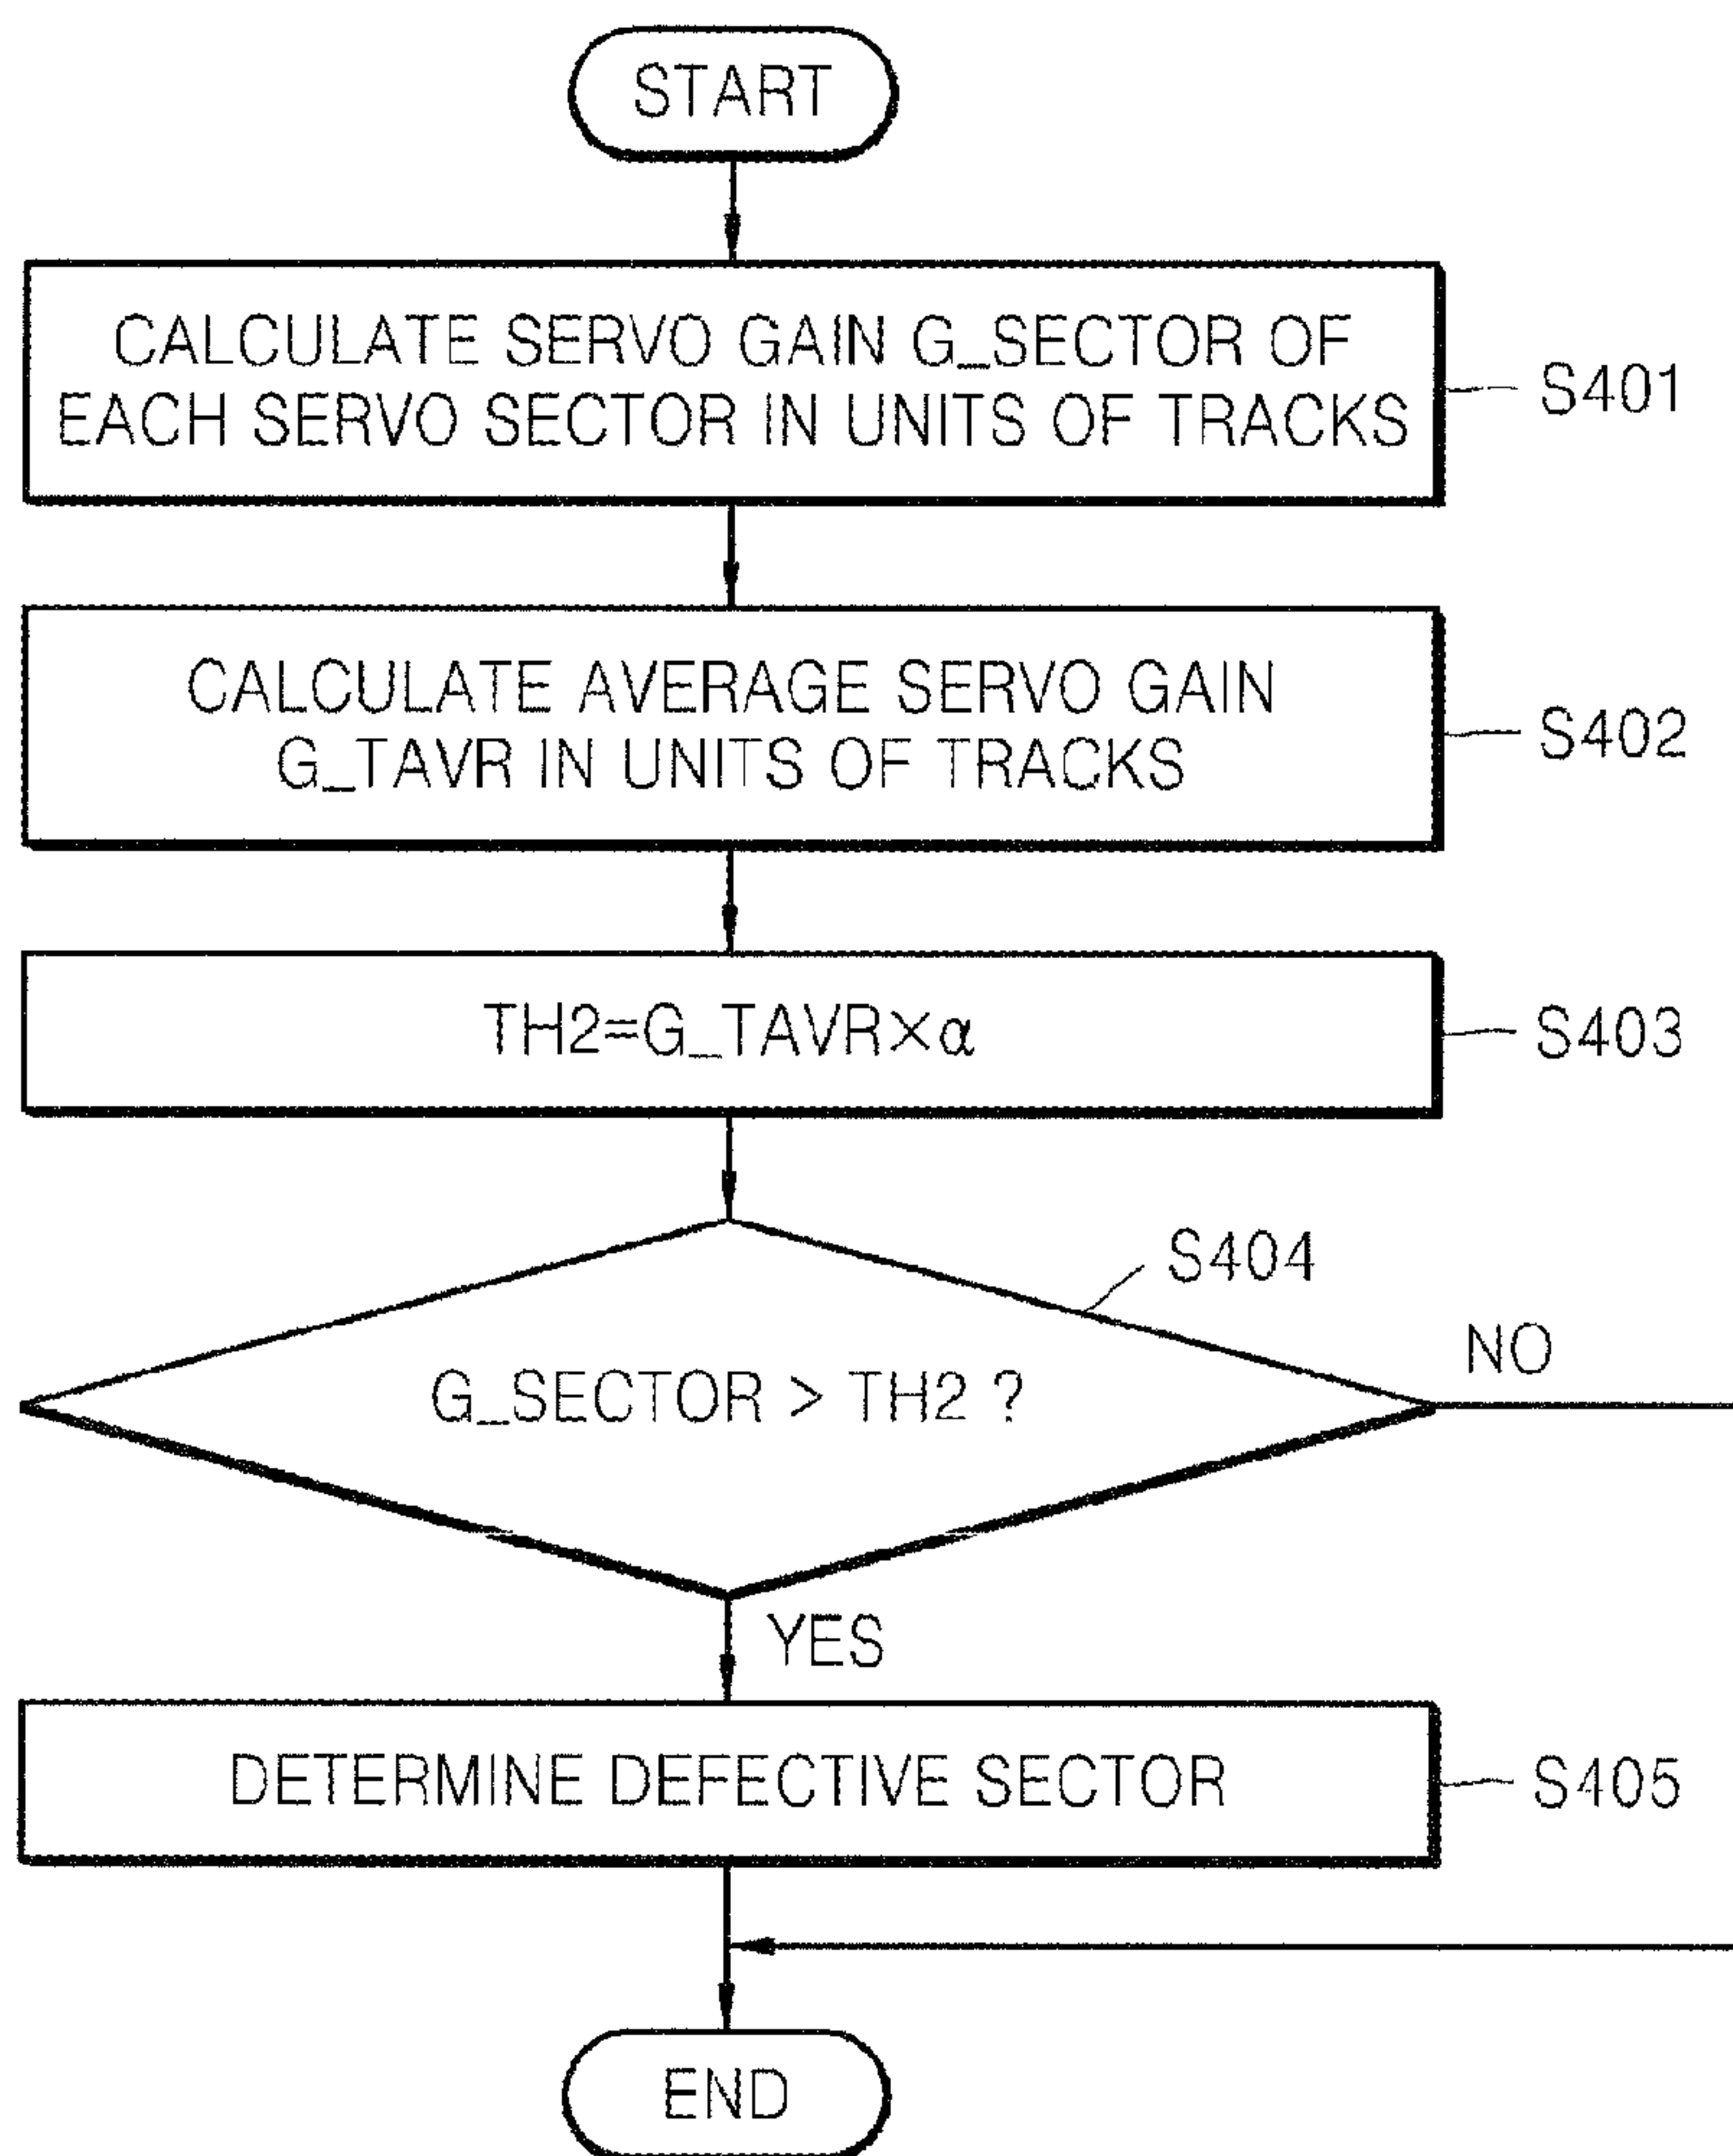 START
CALCULATE SERVO GAIN G_SECTOR OF
EACH SERVO SECTOR IN UNITS OF TRACKS
S401
CALCULATE AVERAGE SERVO GAIN
G_TAVR IN UNITS OF TRACKS
S402
TH2=G_TAVR×α
S403
S404
G_SECTOR > TH2 ?
NO
YES
DETERMINE DEFECTIVE SECTOR
S405
END